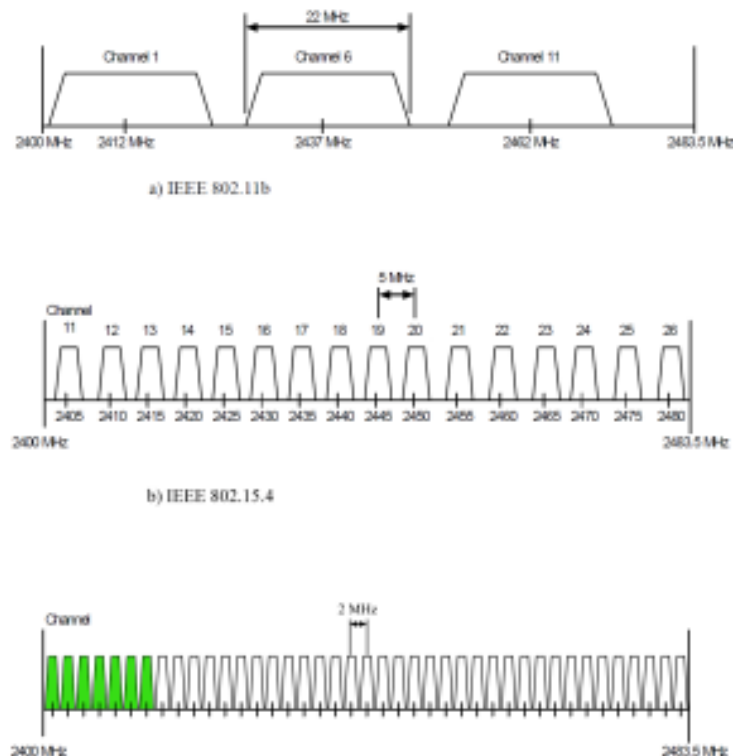 22 MHz
Channel 1 Channel 6 Channel 11
2400 MHz 2412 MHz 2437 MHz 2462 MHz 2483.5 MHz
a) IEEE 802.11b
5 MHz
Channel
11 12 13 14 15 16 17 18 19 20 21 22 23 24 25 26
2405 2410 2415 2420 2425 2430 2435 2440 2445 2450 2455 2460 2465 2470 2475 2480
2400 MHz 2483.5 MHz
b) IEEE 802.15.4
2 MHz
Channel
2400 MHz 2483.5 MHz